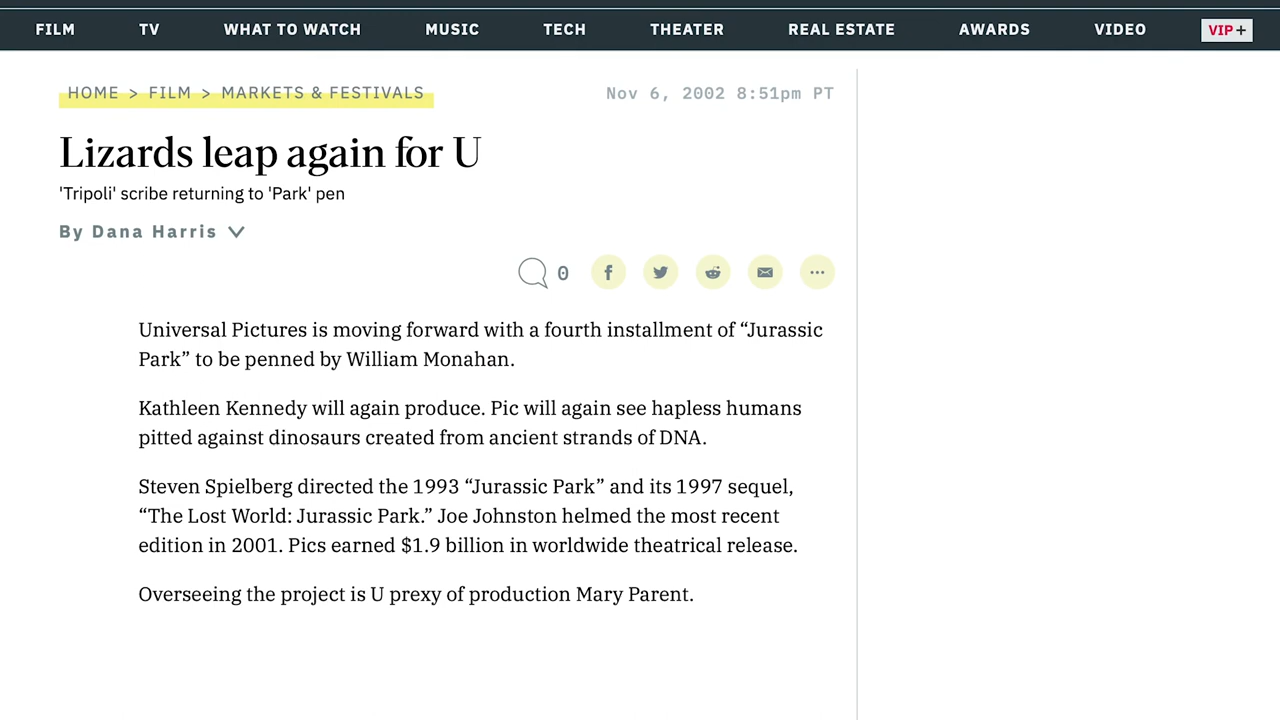 FILM TV WHAT TO WATCH MUSIC TECH THEATER REAL ESTATE AWARDS VIDEO VIP+
HOME > FILM > MARKETS & FESTIVALS Nov 6, 2002 8:51pm PT
Lizards leap again for U
'Tripoli' scribe returning to 'Park' pen
By Dana Harris
0
Universal Pictures is moving forward with a fourth installment of “Jurassic
Park” to be penned by William Monahan.
Kathleen Kennedy will again produce. Pic will again see hapless humans
pitted against dinosaurs created from ancient strands of DNA.
Steven Spielberg directed the 1993 “Jurassic Park” and its 1997 sequel,
“The Lost World: Jurassic Park.” Joe Johnston helmed the most recent
edition in 2001. Pics earned $1.9 billion in worldwide theatrical release.
Overseeing the project is U prexy of production Mary Parent.